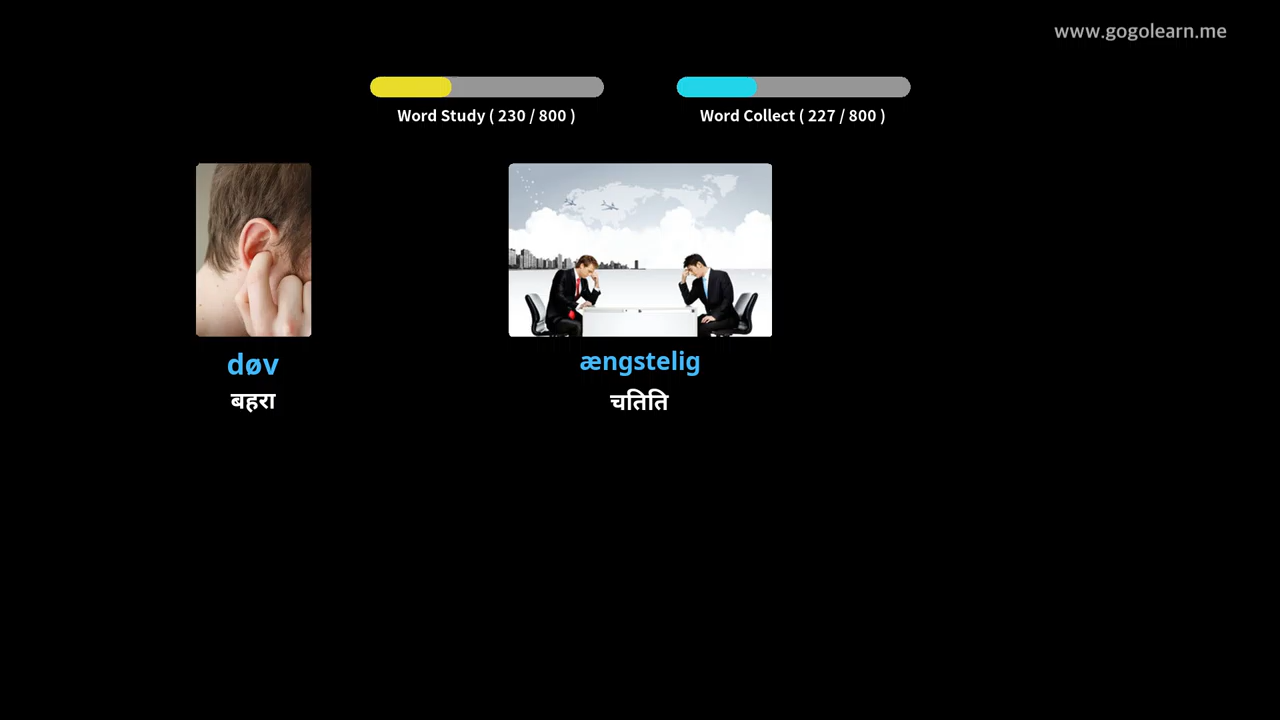 www.gogolearn.me
Word Study ( 230 / 800 )
Word Collect ( 227 / 800 )
døv
ængstelig
बहरा
चतिति